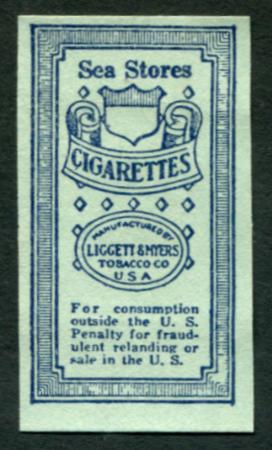 Sea Stores
CIGARETTES
MANUFACTURED BY
LIGGETT & MYERS
TOBACCO CO
USA
For consumption
outside the U. S.
Penalty for fraud-
ulent relanding or
sale in the U. S.